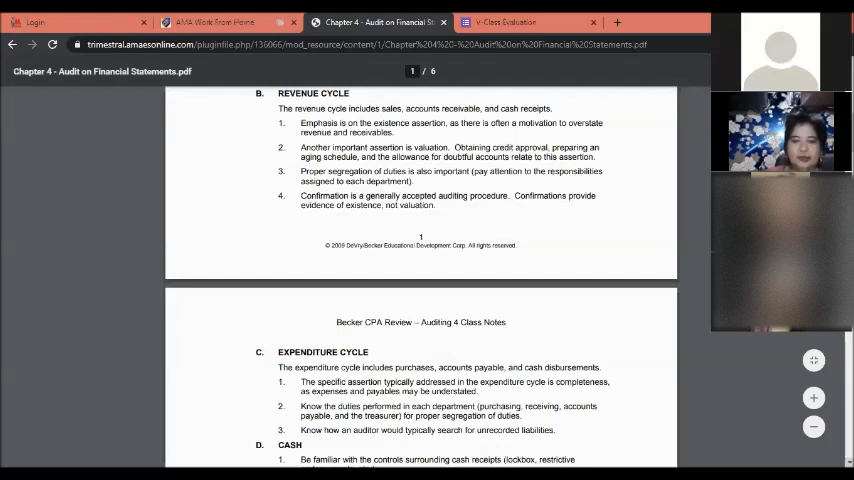 Login
AMA Work From Home
Chapter 4 - Audit on Financial St
V-Class Evaluation
trimestral.amaesonline.com/pluginfile.php/136066/mod_resource/content/1/Chapter%204%20-%20Audit%20on%20Financial%20Statements.pdf
Chapter 4 - Audit on Financial Statements.pdf
1 / 6
B. REVENUE CYCLE
The revenue cycle includes sales, accounts receivable, and cash receipts.
1. Emphasis is on the existence assertion, as there is often a motivation to overstate
revenue and receivables.
2. Another important assertion is valuation. Obtaining credit approval, preparing an
aging schedule, and the allowance for doubtful accounts relate to this assertion.
3. Proper segregation of duties is also important (pay attention to the responsibilities
assigned to each department).
4. Confirmation is a generally accepted auditing procedure. Confirmations provide
evidence of existence, not valuation.
1
© 2009 DeVry/Becker Educational Development Corp. All rights reserved.
Becker CPA Review – Auditing 4 Class Notes
C. EXPENDITURE CYCLE
The expenditure cycle includes purchases, accounts payable, and cash disbursements.
1. The specific assertion typically addressed in the expenditure cycle is completeness,
as expenses and payables may be understated.
2. Know the duties performed in each department (purchasing, receiving, accounts
payable, and the treasurer) for proper segregation of duties.
3. Know how an auditor would typically search for unrecorded liabilities.
D. CASH
1. Be familiar with the controls surrounding cash receipts (lockbox, restrictive